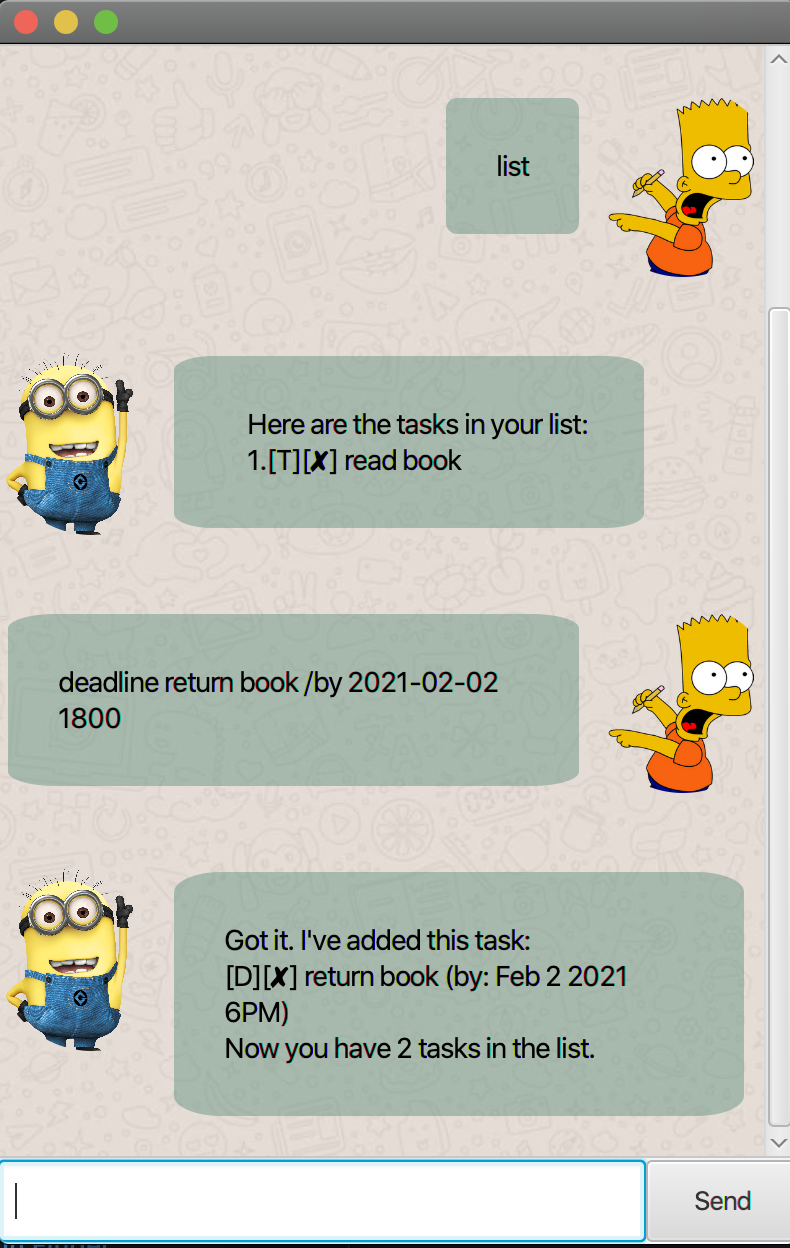 list
Here are the tasks in your list:
1.[T][✘] read book
deadline return book /by 2021-02-02
1800
Got it. I've added this task:
[D][✘] return book (by: Feb 2 2021
6PM)
Now you have 2 tasks in the list.
Send